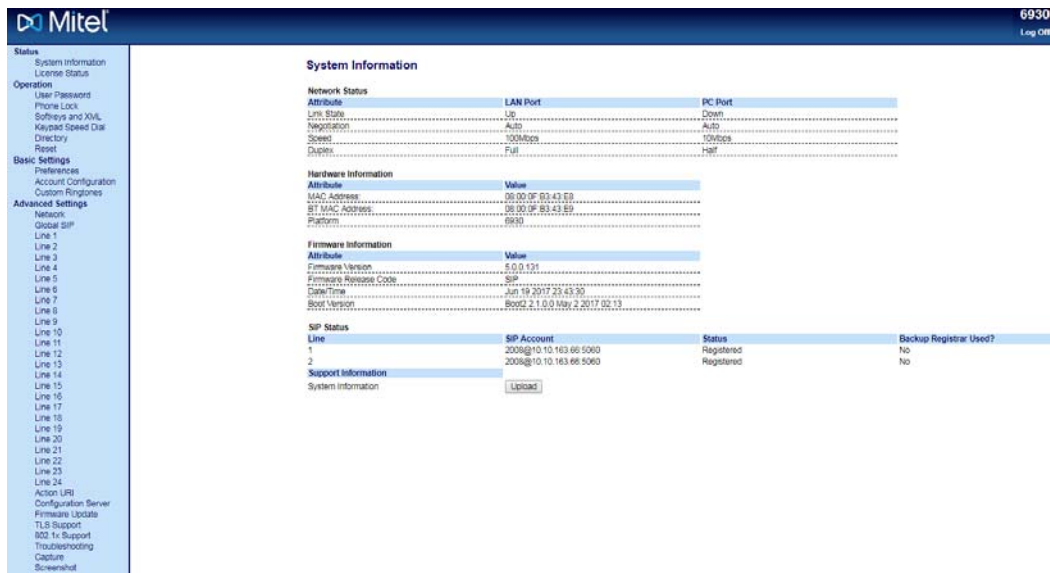 Mitel
6930
Log Off
Status
System Information
License Status
Operation
User Password
Phone Lock
Softkeys and XML
Keypad Speed Dial
Directory
Reset
Basic Settings
Preferences
Account Configuration
Custom Ringtones
Advanced Settings
Network
Global SIP
Line 1
Line 2
Line 3
Line 4
Line 5
Line 6
Line 7
Line 8
Line 9
Line 10
Line 11
Line 12
Line 13
Line 14
Line 15
Line 16
Line 17
Line 18
Line 19
Line 20
Line 21
Line 22
Line 23
Line 24
Action URI
Configuration Server
Firmware Update
TLS Support
802.1x Support
Troubleshooting
Capture
Screenshot
System Information
Network Status
Attribute LAN Port PC Port
Link State Up Down
Negotiation Auto Auto
Speed 100Mbps 10Mbps
Duplex Full Half
Hardware Information
Attribute Value
MAC Address: 08:00:0F:B3:43:E8
BT MAC Address: 08:00:0F:B3:43:E9
Platform 6930
Firmware Information
Attribute Value
Firmware Version 5.0.0.131
Firmware Release Code SIP
Date/Time Jun 19 2017 23:43:30
Boot Version Boot2.2.1.0.0 May 2 2017 02:13
SIP Status
Line SIP Account Status Backup Registrar Used?
1 2008@10.10.163.66:5060 Registered No
2 2008@10.10.163.66:5060 Registered No
Support Information
System Information Upload